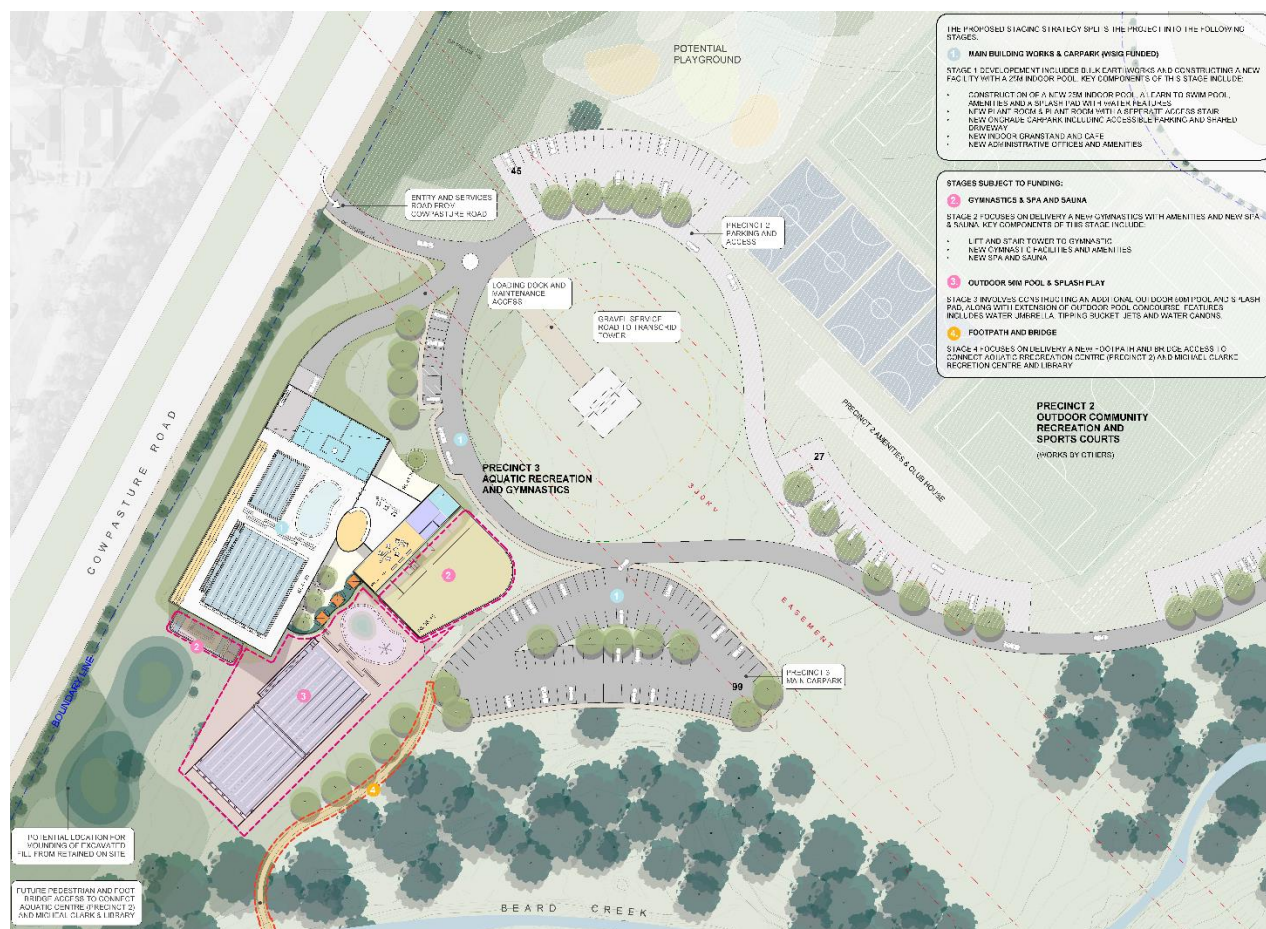 POTENTIAL
PLAYGROUND
THE PROPOSED STAGING STRATEGY SPLITS THE PROJECT INTO THE FOLLOWING
STAGES.
1. MAIN BUILDING WORKS & CARPARK (WSIG FUNDED)
STAGE 1 DEVELOPEMENT INCLUDES BULK EARTHWORKS AND CONSTRUCTING A NEW
FACILITY WITH A 25M INDOOR POOL. KEY COMPONENTS OF THIS STAGE INCLUDE:
• CONSTRUCTION OF A NEW 25M INDOOR POOL, A LEARN TO SWIM POOL,
AMENITIES AND A SPLASH PAD WITH WATER FEATURES
• NEW PLANT ROOM & PLANT ROOM WITH A SEPERATE ACCESS STAIR
• NEW ONGRADE CARPARK INCLUDING ACCESSIBLE PARKING AND SHARED
DRIVEWAY
• NEW INDOOR GRANSTAND AND CAFE
• NEW ADMINISTRATIVE OFFICES AND AMENITIES
STAGES SUBJECT TO FUNDING:
2 GYMNASTICS & SPA AND SAUNA
STAGE 2 FOCUSES ON DELIVERY A NEW GYMNASTICS WITH AMENITIES AND NEW SPA
& SAUNA. KEY COMPONENTS OF THIS STAGE INCLUDE:
• LIFT AND STAIR TOWER TO GYMNASTIC
• NEW GYMNASTIC FACILITIES AND AMENITIES
• NEW SPA AND SAUNA
3 OUTDOOR 50M POOL & SPLASH PLAY
STAGE 3 INVOLVES CONSTRUCTING AN ADDITIONAL OUTDOOR 50M POOL AND SPLASH
PAD, ALONG WITH EXTENSION OF OUTDOOR POOL CONCOURSE. FEATURES
INCLUDES WATER UMBRELLA, TIPPING BUCKET, JETS AND WATER CANONS.
4. FOOTPATH AND BRIDGE
STAGE 4 FOCUSES ON DELIVERY A NEW FOOTPATH AND BRIDGE ACCESS TO
CONNECT AQUATIC RRECREATION CENTRE (PRECINCT 2) AND MICHAEL CLARKE
RECRETION CENTRE AND LIBRARY
45
ENTRY AND SERVICES
ROAD FROM
COWPASTURE ROAD
PRECINCT 2
PARKING AND
ACCESS
LOADING DOCK AND
MAINTENANCE
ACCESS
GRAVEL SERVICE
ROAD TO TRANSGRID
TOWER
PRECINCT 2 AMENITIES & CLUB HOUSE
PRECINCT 2
OUTDOOR COMMUNITY
RECREATION AND
SPORTS COURTS
(WORKS BY OTHERS)
COWPASTURE ROAD
1
PRECINCT 3
AQUATIC RECREATION
AND GYMNASTICS
27
330KV
EASEMENT
1
2
1
2
3
PRECINCT 3
MAIN CARPARK
99
BOUNDARY LINE
4
POTENTIAL LOCATION FOR
MOUNDING OF EXCAVATED
FILL FROM RETAINED ON SITE
FUTURE PEDESTRIAN AND FOOT
BRIDGE ACCESS TO CONNECT
AQUATIC CENTRE (PRECINCT 2)
AND MICHEAL CLARK & LIBRARY
BEARD CREEK